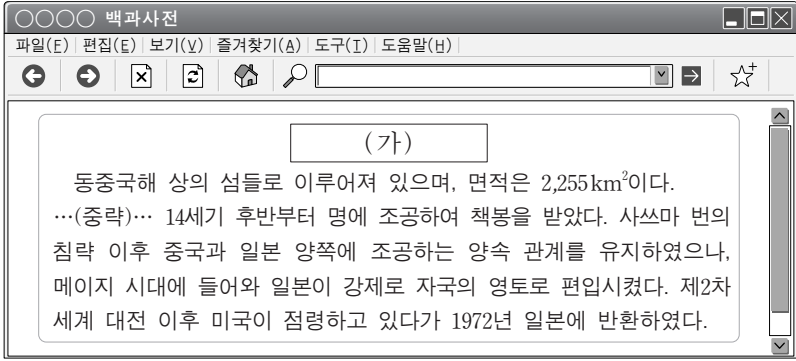 ○○○○ 백과사전
파일(F) 편집(E) 보기(V) 즐겨찾기(A) 도구(T) 도움말(H)
(가)
동중국해 상의 섬들로 이루어져 있으며, 면적은 2,255km²이다.
…(중략)… 14세기 후반부터 명에 조공하여 책봉을 받았다. 사쓰마 번의
침략 이후 중국과 일본 양쪽에 조공하는 양속 관계를 유지하였으나,
메이지 시대에 들어와 일본이 강제로 자국의 영토로 편입시켰다. 제2차
세계 대전 이후 미국이 점령하고 있다가 1972년 일본에 반환하였다.